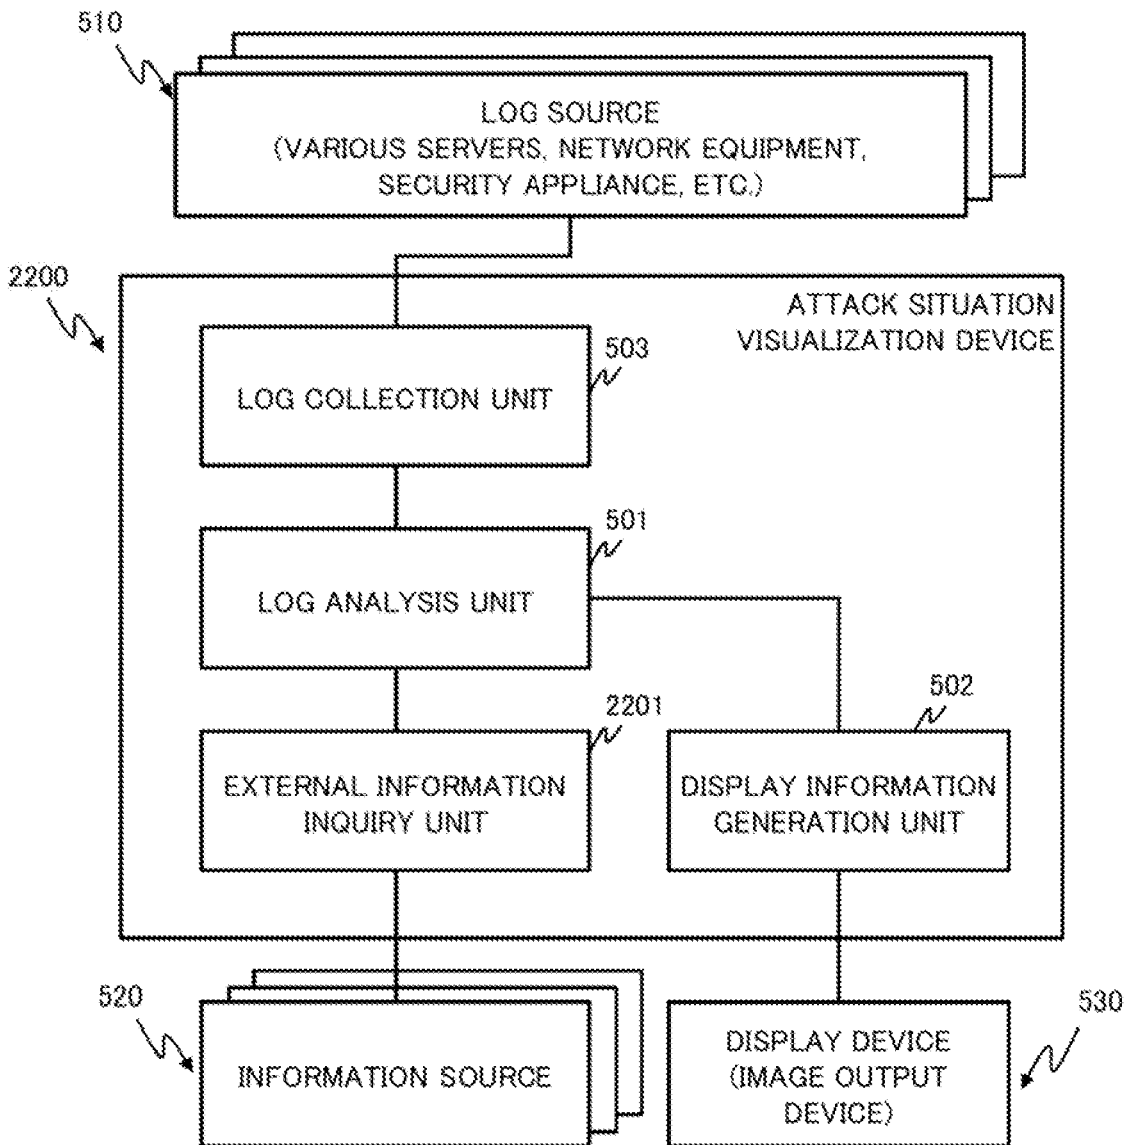 510
LOG SOURCE
(VARIOUS SERVERS, NETWORK EQUIPMENT,
SECURITY APPLIANCE, ETC.)
2200
ATTACK SITUATION
VISUALIZATION DEVICE
503
LOG COLLECTION UNIT
501
LOG ANALYSIS UNIT
2201
EXTERNAL INFORMATION
INQUIRY UNIT
502
DISPLAY INFORMATION
GENERATION UNIT
520
INFORMATION SOURCE
530
DISPLAY DEVICE
(IMAGE OUTPUT
DEVICE)